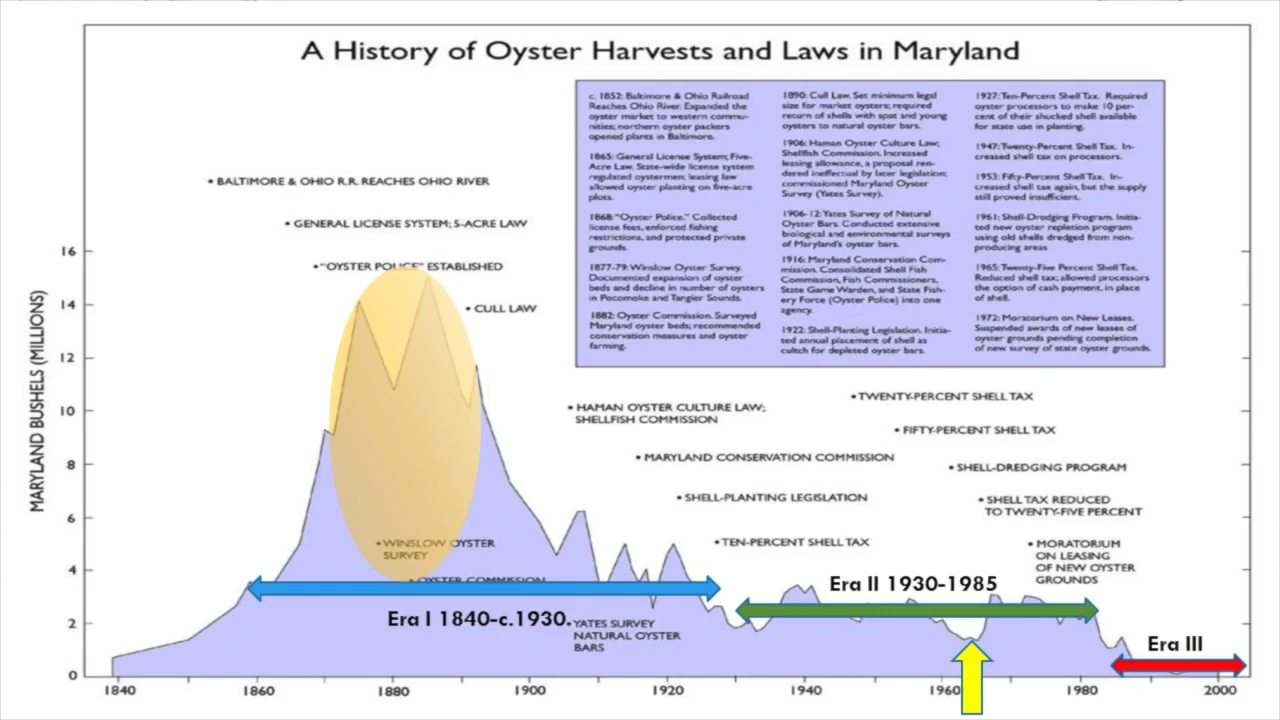 A History of Oyster Harvests and Laws in Maryland
c. 1852: Baltimore & Ohio Railroad
Reaches Ohio River. Expanded the
oyster market to western commu-
nities; northern oyster packers
opened plants in Baltimore.
1865: General License System; Five-
Acre Law. State-wide license system
regulated oystermen; leasing law
allowed oyster planting on five-acre
plots.
1868: "Oyster Police." Collected
license fees, enforced fishing
restrictions, and protected private
grounds.
1877-79: Winslow Oyster Survey.
Documented expansion of oyster
beds and decline in number of oysters
in Pocomoke and Tangier Sounds.
1882: Oyster Commission. Surveyed
Maryland oyster beds; recommended
conservation measures and oyster
farming.
1890: Cull Law. Set minimum legal
size for market oysters; required
return of shells with spat and young
oysters to natural oyster bars.
1906: Haman Oyster Culture Law;
Shellfish Commission. Increased
leasing allowance, a proposal ren-
dered ineffectual by later legislation;
commissioned Maryland Oyster
Survey (Yates Survey).
1906-12: Yates Survey of Natural
Oyster Bars. Conducted extensive
biological and environmental surveys
of Maryland's oyster bars.
1916: Maryland Conservation Com-
mission. Consolidated Shell Fish
Commission, Fish Commissioners,
State Game Warden, and State Fish-
ery Force (Oyster Police) into one
agency.
1922: Shell-Planting Legislation. Initia-
ted annual placement of shell as
cultch for depleted oyster bars.
1927: Ten-Percent Shell Tax. Required
oyster processors to make 10 per-
cent of their shucked shell available
for state use in planting.
1947: Twenty-Percent Shell Tax. In-
creased shell tax on processors.
1953: Fifty-Percent Shell Tax. In-
creased shell tax again, but the supply
still proved insufficient.
1961: Shell-Dredging Program. Initia-
ted new oyster repletion program
using old shells dredged from non-
producing areas
1965: Twenty-Five Percent Shell Tax.
Reduced shell tax; allowed processors
the option of cash payment, in place
of shell.
1972: Moratorium on New Leases.
Suspended awards of new leases of
oyster grounds pending completion
of new survey of state oyster grounds.
• BALTIMORE & OHIO R.R. REACHES OHIO RIVER
• GENERAL LICENSE SYSTEM; 5-ACRE LAW
• "OYSTER POLICE" ESTABLISHED
• CULL LAW
• HAMAN OYSTER CULTURE LAW;
SHELLFISH COMMISSION
• TWENTY-PERCENT SHELL TAX
• FIFTY-PERCENT SHELL TAX
• MARYLAND CONSERVATION COMMISSION
• SHELL-DREDGING PROGRAM
• SHELL-PLANTING LEGISLATION
• SHELL TAX REDUCED
TO TWENTY-FIVE PERCENT
• WINSLOW OYSTER
SURVEY
• TEN-PERCENT SHELL TAX
• MORATORIUM
ON LEASING
OF NEW OYSTER
GROUNDS
• OYSTER COMMISSION
Era I 1840-c.1930
• YATES SURVEY
NATURAL OYSTER
BARS
Era II 1930-1985
Era III
MARYLAND BUSHELS (MILLIONS)
16
14
12
10
8
6
4
2
0
1840
1860
1880
1900
1920
1940
1960
1980
2000